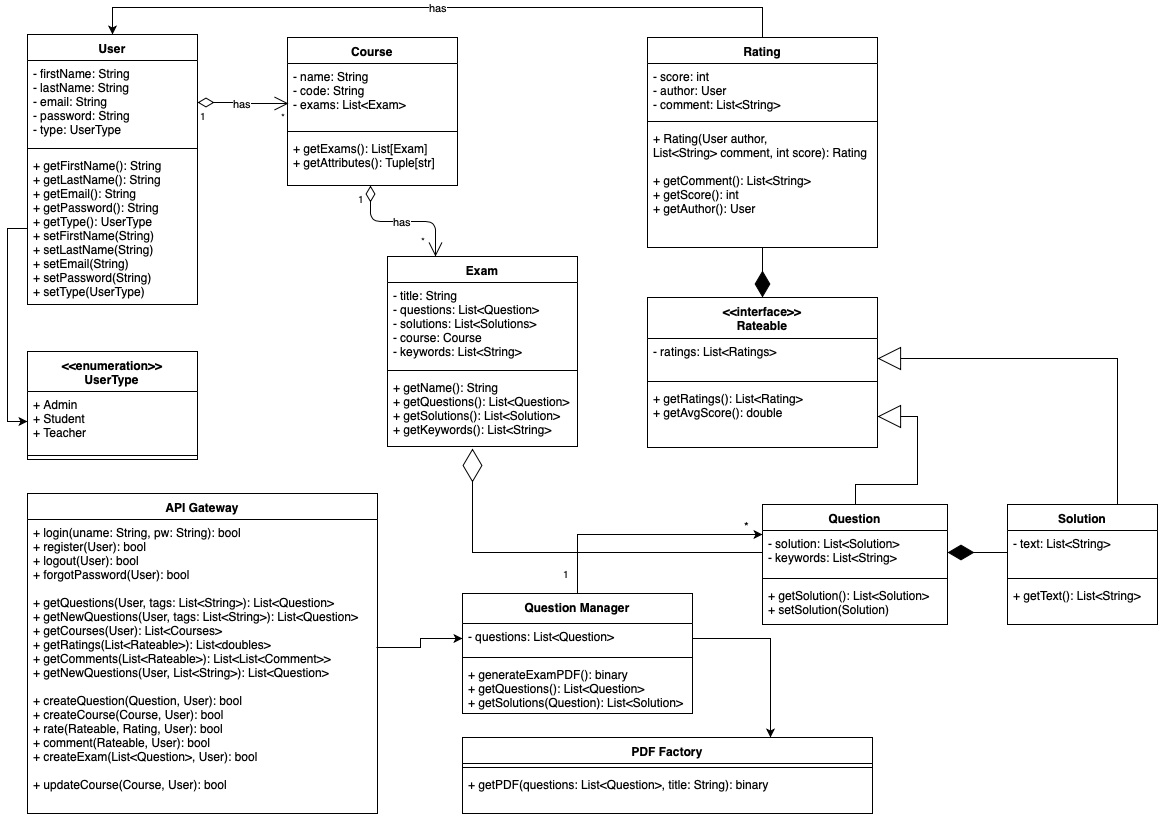 has
User
- firstName: String
- lastName: String
- email: String
- password: String
- type: UserType
+ getFirstName(): String
+ getLastName(): String
+ getEmail(): String
+ getPassword(): String
+ getType(): UserType
+ setFirstName(String)
+ setLastName(String)
+ setEmail(String)
+ setPassword(String)
+ setType(UserType)
1
has
*
Course
- name: String
- code: String
- exams: List<Exam>
+ getExams(): List[Exam]
+ getAttributes(): Tuple[str]
1
has
*
Rating
- score: int
- author: User
- comment: List<String>
+ Rating(User author,
List<String> comment, int score): Rating
+ getComment(): List<String>
+ getScore(): int
+ getAuthor(): User
Exam
- title: String
- questions: List<Question>
- solutions: List<Solutions>
- course: Course
- keywords: List<String>
+ getName(): String
+ getQuestions(): List<Question>
+ getSolutions(): List<Solution>
+ getKeywords(): List<String>
<<interface>>
Rateable
- ratings: List<Ratings>
+ getRatings(): List<Rating>
+ getAvgScore(): double
<<enumeration>>
UserType
+ Admin
+ Student
+ Teacher
API Gateway
+ login(uname: String, pw: String): bool
+ register(User): bool
+ logout(User): bool
+ forgotPassword(User): bool
+ getQuestions(User, tags: List<String>): List<Question>
+ getNewQuestions(User, tags: List<String>): List<Question>
+ getCourses(User): List<Courses>
+ getRatings(List<Rateable>): List<doubles>
+ getComments(List<Rateable>): List<List<Comment>>
+ getNewQuestions(User, List<String>): List<Question>
+ createQuestion(Question, User): bool
+ createCourse(Course, User): bool
+ rate(Rateable, Rating, User): bool
+ comment(Rateable, User): bool
+ createExam(List<Question>, User): bool
+ updateCourse(Course, User): bool
*
1
Question
- solution: List<Solution>
- keywords: List<String>
+ getSolution(): List<Solution>
+ setSolution(Solution)
Solution
- text: List<String>
+ getText(): List<String>
Question Manager
- questions: List<Question>
+ generateExamPDF(): binary
+ getQuestions(): List<Question>
+ getSolutions(Question): List<Solution>
PDF Factory
+ getPDF(questions: List<Question>, title: String): binary